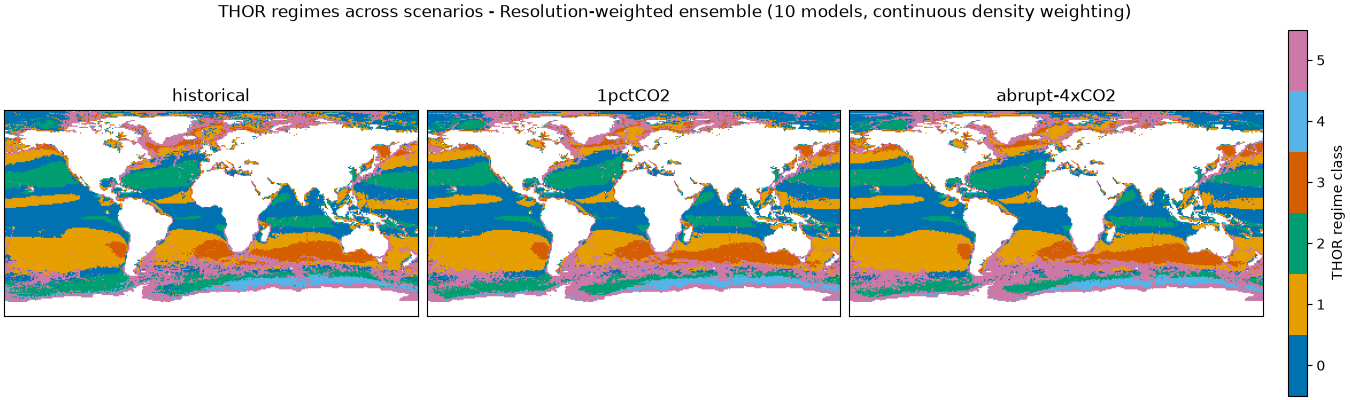 THOR regimes across scenarios - Resolution-weighted ensemble (10 models, continuous density weighting)
historical
1pctCO2
abrupt-4xCO2
5
4
3
2
1
0
THOR regime class